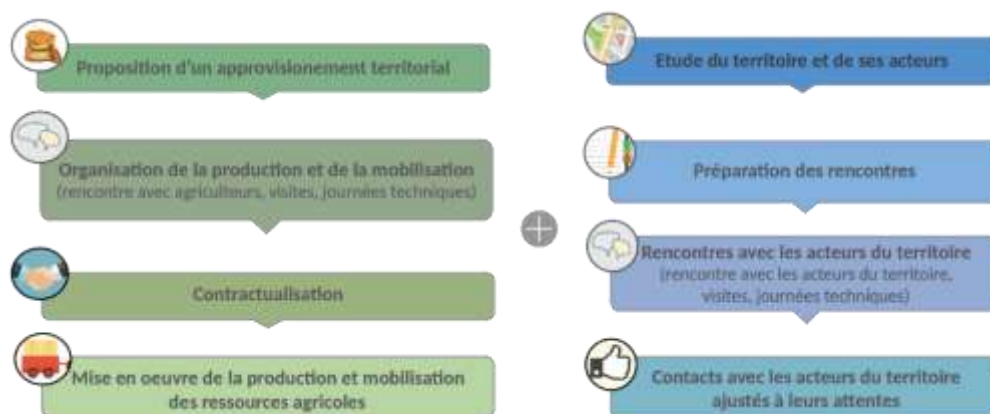 Proposition d'un approvisionement territorial
Organisation de la production et de la mobilisation
(rencontre avec agriculteurs, visites, journées techniques)
Contractualisation
Mise en oeuvre de la production et mobilisation
des ressources agricoles
Etude du territoire et de ses acteurs
Préparation des rencontres
Rencontres avec les acteurs du territoire
(rencontre avec les acteurs du territoire,
visites, journées techniques)
Contacts avec les acteurs du territoire
ajustés à leurs attentes